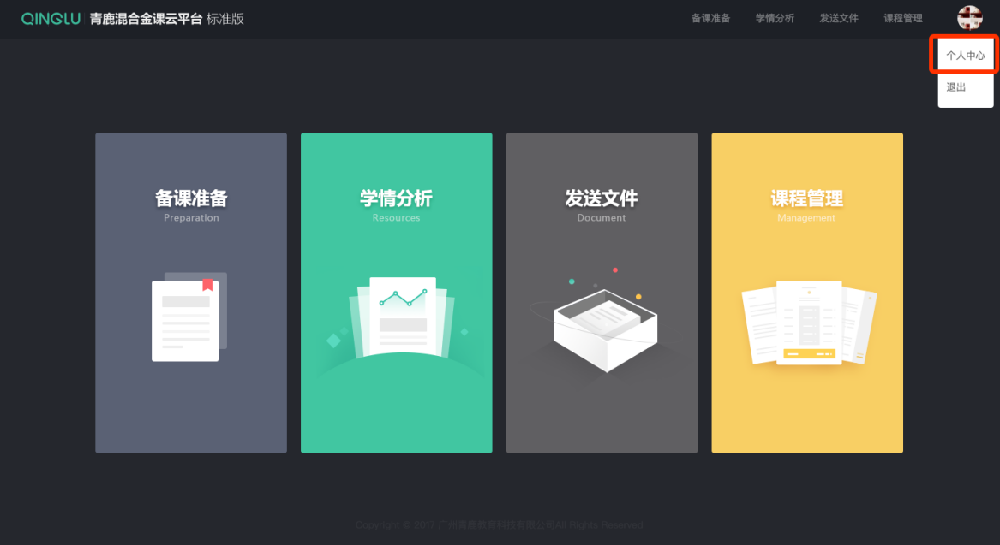 QINGLU 青鹿混合金课云平台 标准版
备课准备 学情分析 发送文件 课程管理
个人中心
退出
备课准备
Preparation
学情分析
Resources
发送文件
Document
课程管理
Management
Copyright © 2017 广州青鹿教育科技有限公司All Rights Reserved